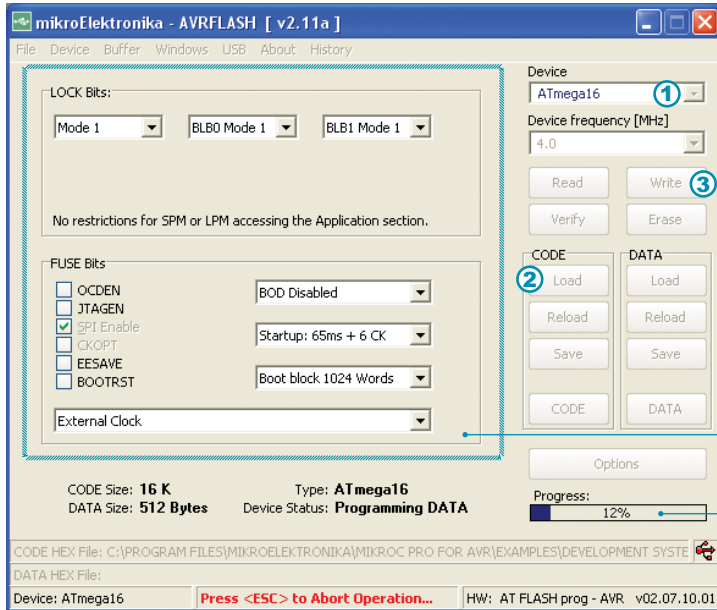 mikroElektronika - AVRFLASH [ v2.11a ]
File Device Buffer Windows USB About History
LOCK Bits:
Mode 1 BLB0 Mode 1 BLB1 Mode 1
No restrictions for SPM or LPM accessing the Application section.
FUSE Bits
OCDEN
JTAGEN
SPI Enable
CKOPT
EESAVE
BOOTRST
BOD Disabled
Startup: 65ms + 6 CK
Boot block 1024 Words
External Clock
CODE Size: 16 K Type: ATmega16
DATA Size: 512 Bytes Device Status: Programming DATA
Device
ATmega16 1
Device frequency [MHz]
4.0
Read Write 3
Verify Erase
CODE DATA
2 Load Load
Reload Reload
Save Save
CODE DATA
Options
Progress:
12%
CODE HEX File: C:\PROGRAM FILES\MIKROELEKTRONIKA\MIKROC PRO FOR AVR\EXAMPLES\DEVELOPMENT SYSTE
DATA HEX File:
Device: ATmega16 Press <ESC> to Abort Operation... HW: AT FLASH prog - AVR v02.07.10.01